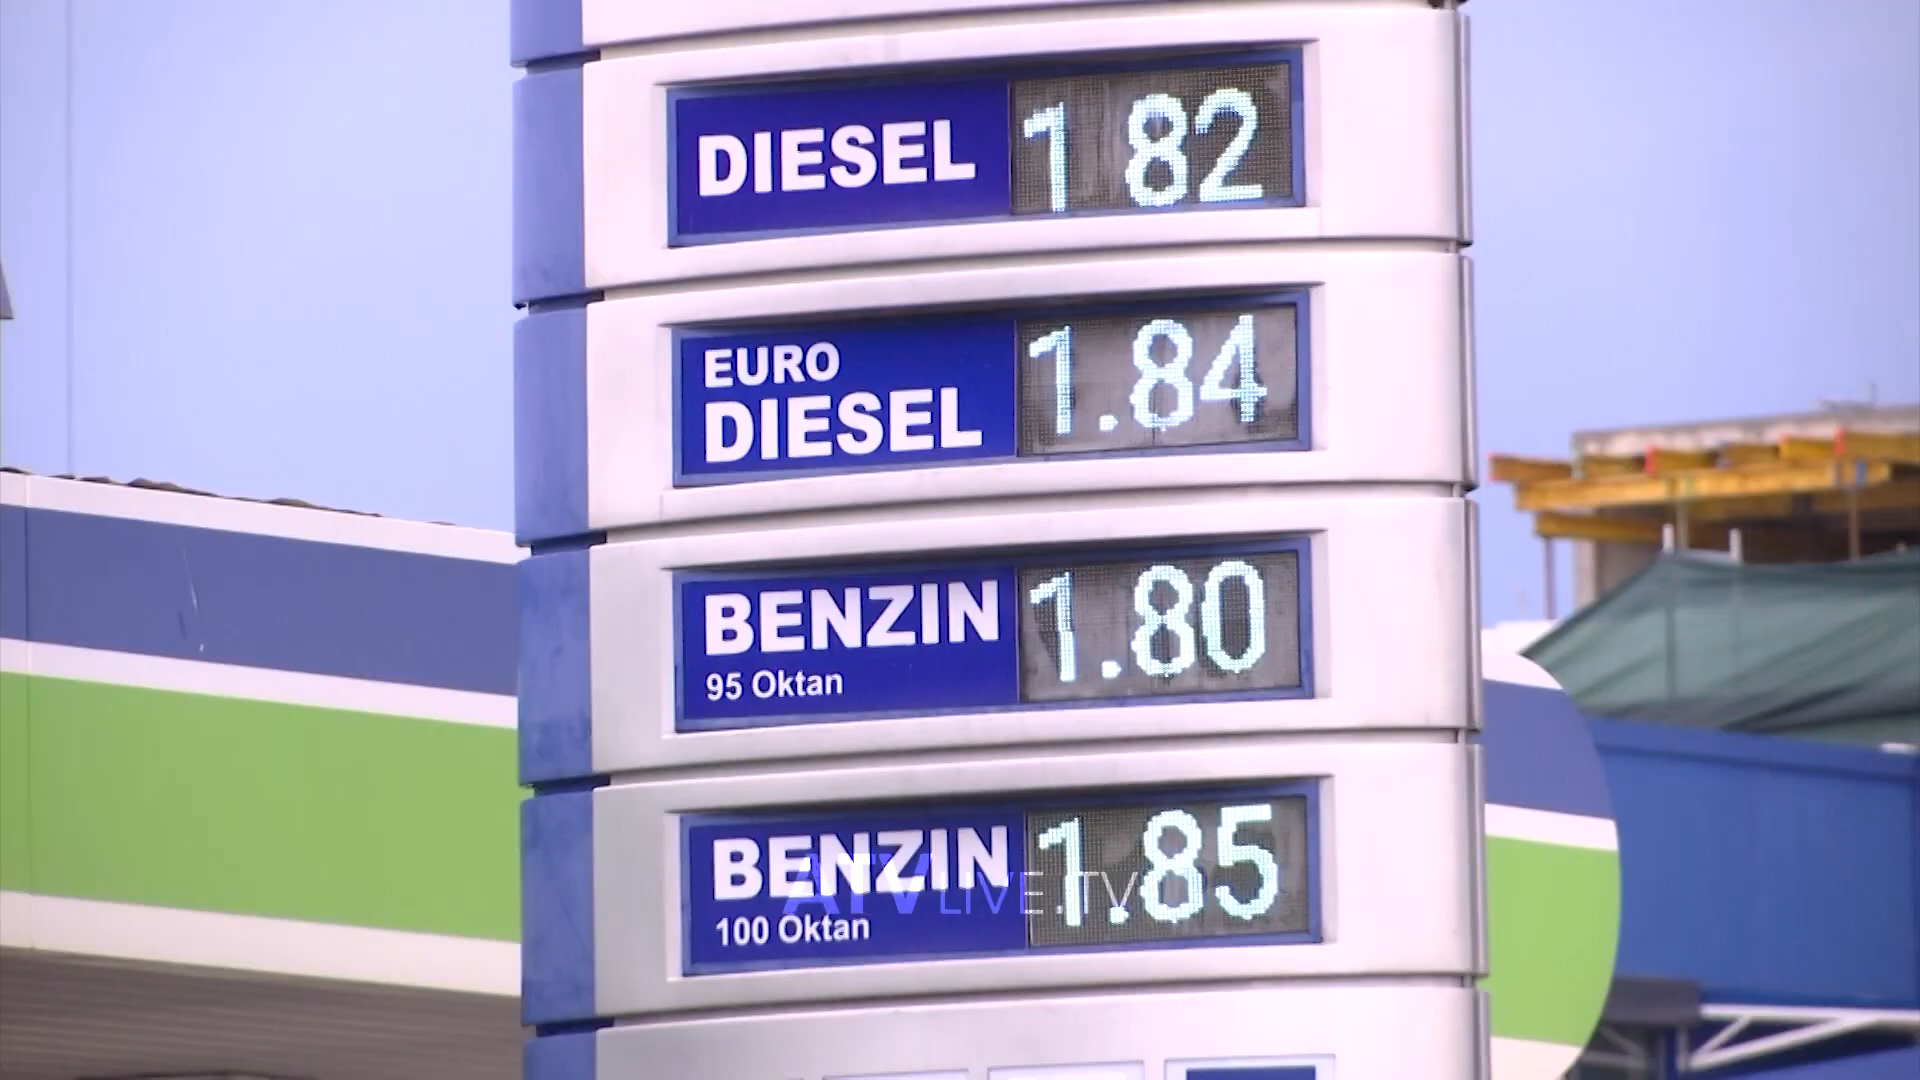 DIESEL 1 82
EURO
DIESEL 1.84
BENZIN 1.80
95 Oktan
BENZIN 1.85
ATV LIVE.TV
100 Oktan